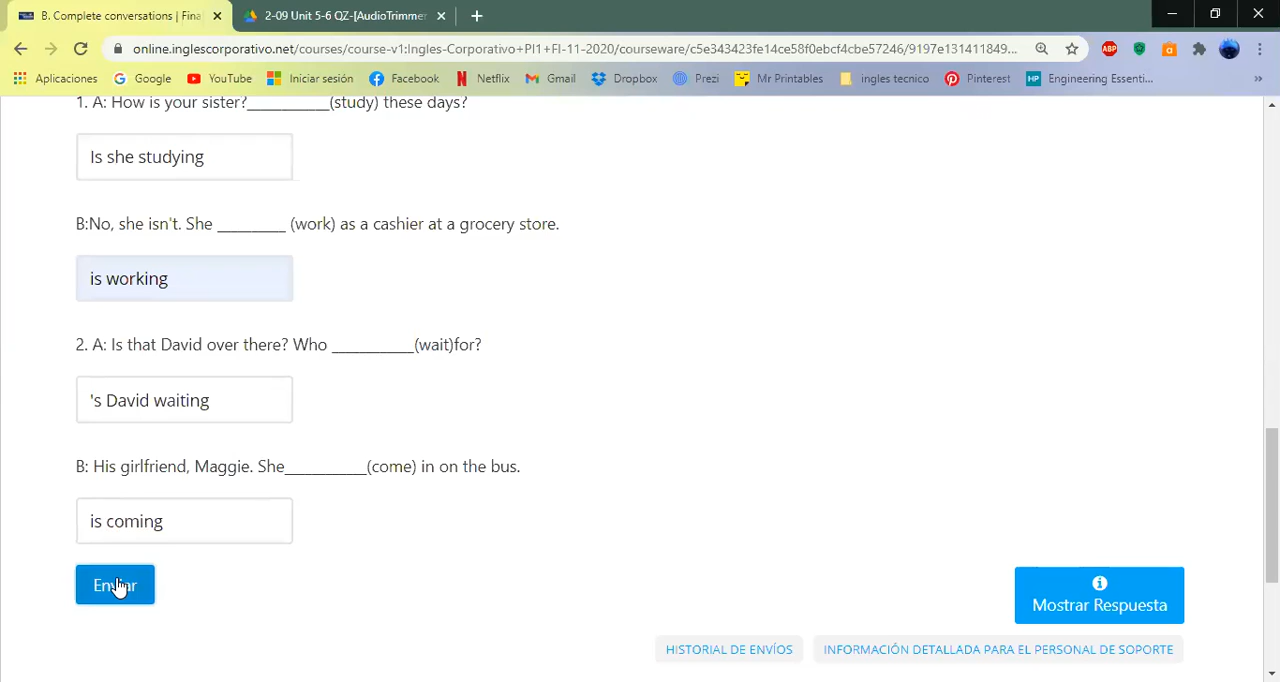 B. Complete conversations | Fina
2-09 Unit 5-6 QZ-[AudioTrimmer
online.inglescorporativo.net/courses/course-v1:Ingles-Corporativo+PI1+FI-11-2020/courseware/c5e343423fe14ce58f0ebcf4cbe57246/9197e131411849...
ABP
Aplicaciones
Google
YouTube
Iniciar sesión
Facebook
Netflix
Gmail
Dropbox
Prezi
Mr Printables
ingles tecnico
Pinterest
HP
Engineering Essenti...
»
1. A: How is your sister?__________(study) these days?
Is she studying
B:No, she isn't. She ________ (work) as a cashier at a grocery store.
is working
2. A: Is that David over there? Who __________(wait)for?
's David waiting
B: His girlfriend, Maggie. She__________(come) in on the bus.
is coming
Enviar
Mostrar Respuesta
HISTORIAL DE ENVÍOS
INFORMACIÓN DETALLADA PARA EL PERSONAL DE SOPORTE